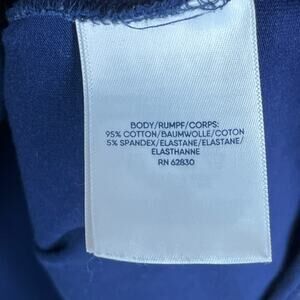 BODY/RUMPF/CORPS:
95% COTTON/BAUMWOLLE/COTON
5% SPANDEX/ELASTANE/ELASTANE/
ELASTHANNE
RN 62830